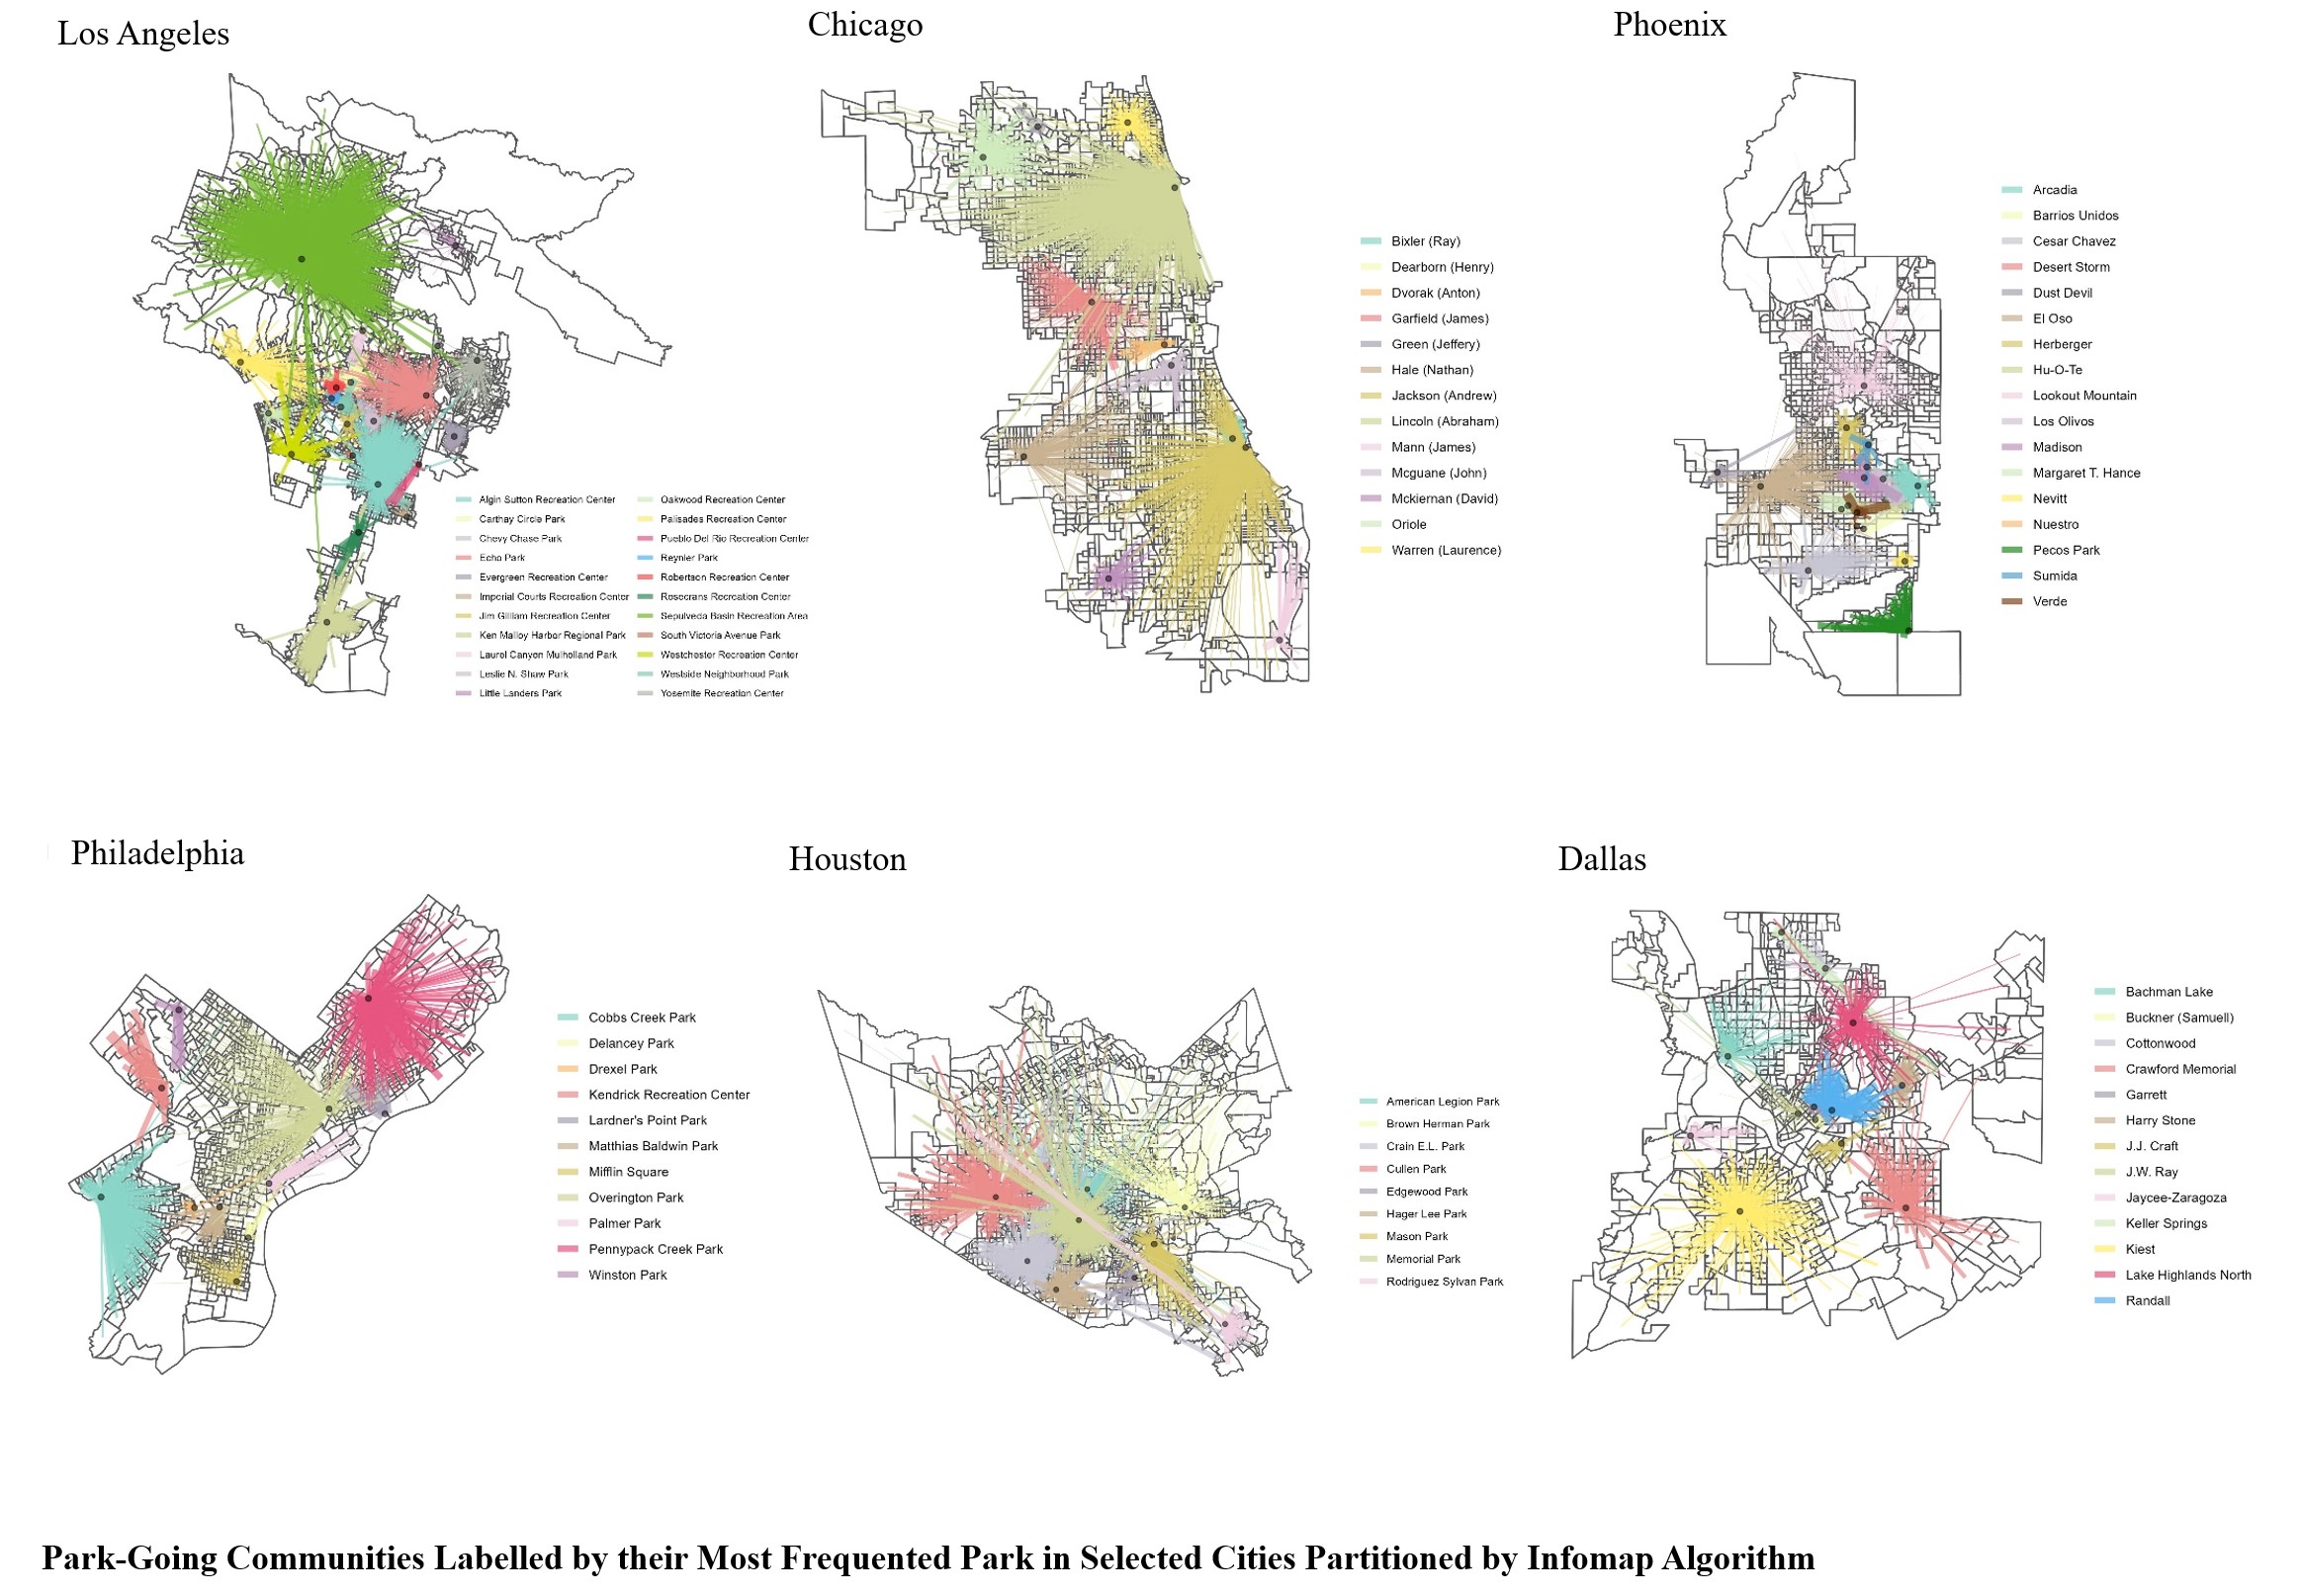 Los Angeles
Algin Sutton Recreation Center
Carthay Circle Park
Chevy Chase Park
Echo Park
Evergreen Recreation Center
Imperial Courts Recreation Center
Jim Gilliam Recreation Center
Ken Malloy Harbor Regional Park
Laurel Canyon Mulholland Park
Leslie N. Shaw Park
Little Landers Park
Oakwood Recreation Center
Palisades Recreation Center
Pueblo Del Rio Recreation Center
Reynier Park
Robertson Recreation Center
Rosecrans Recreation Center
Sepulveda Basin Recreation Area
South Victoria Avenue Park
Westchester Recreation Center
Westside Neighborhood Park
Yosemite Recreation Center
Chicago
Bixler (Ray)
Dearborn (Henry)
Dvorak (Anton)
Garfield (James)
Green (Jeffery)
Hale (Nathan)
Jackson (Andrew)
Lincoln (Abraham)
Mann (James)
Mcguane (John)
Mckiernan (David)
Oriole
Warren (Laurence)
Phoenix
Arcadia
Barrios Unidos
Cesar Chavez
Desert Storm
Dust Devil
El Oso
Herberger
Hu-O-Te
Lookout Mountain
Los Olivos
Madison
Margaret T. Hance
Nevitt
Nuestro
Pecos Park
Sumida
Verde
Philadelphia
Cobbs Creek Park
Delancey Park
Drexel Park
Kendrick Recreation Center
Lardner's Point Park
Matthias Baldwin Park
Mifflin Square
Overington Park
Palmer Park
Pennypack Creek Park
Winston Park
Houston
American Legion Park
Brown Herman Park
Crain E.L. Park
Cullen Park
Edgewood Park
Hager Lee Park
Mason Park
Memorial Park
Rodriguez Sylvan Park
Dallas
Bachman Lake
Buckner (Samuell)
Cottonwood
Crawford Memorial
Garrett
Harry Stone
J.J. Craft
J.W. Ray
Jaycee-Zaragoza
Keller Springs
Kiest
Lake Highlands North
Randall
Park-Going Communities Labelled by their Most Frequented Park in Selected Cities Partitioned by Infomap Algorithm